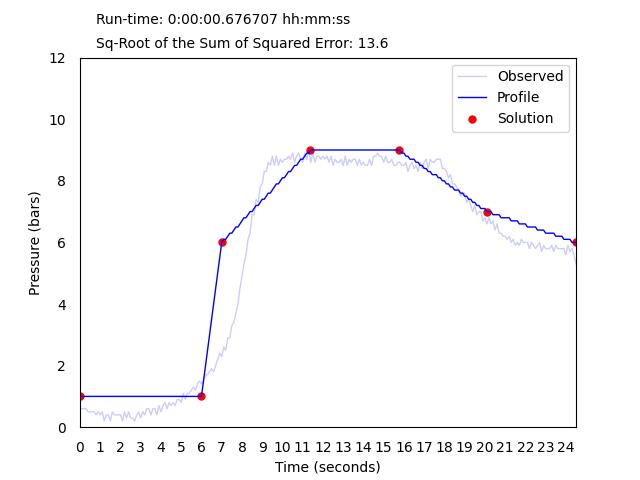 Run-time: 0:00:00.676707 hh:mm:ss
Sq-Root of the Sum of Squared Error: 13.6
12
10
8
6
4
2
0
Pressure (bars)
Observed
Profile
Solution
0 1 2 3 4 5 6 7 8 9 10 11 12 13 14 15 16 17 18 19 20 21 22 23 24
Time (seconds)